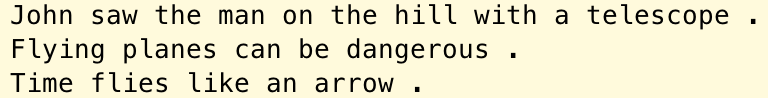 John saw the man on the hill with a telescope .
Flying planes can be dangerous .
Time flies like an arrow .